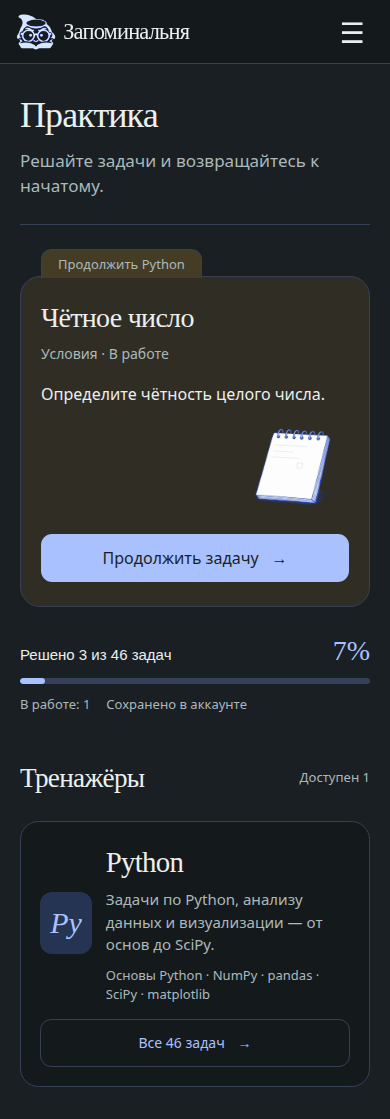 Запоминальня
Практика
Решайте задачи и возвращайтесь к
начатому.
Продолжить Python
Чётное число
Условия · В работе
Определите чётность целого числа.
Продолжить задачу →
Решено 3 из 46 задач
7%
В работе: 1 Сохранено в аккаунте
Тренажёры
Доступен 1
Python
Py
Задачи по Python, анализу
данных и визуализации — от
основ до SciPy.
Основы Python · NumPy · pandas ·
SciPy · matplotlib
Все 46 задач →